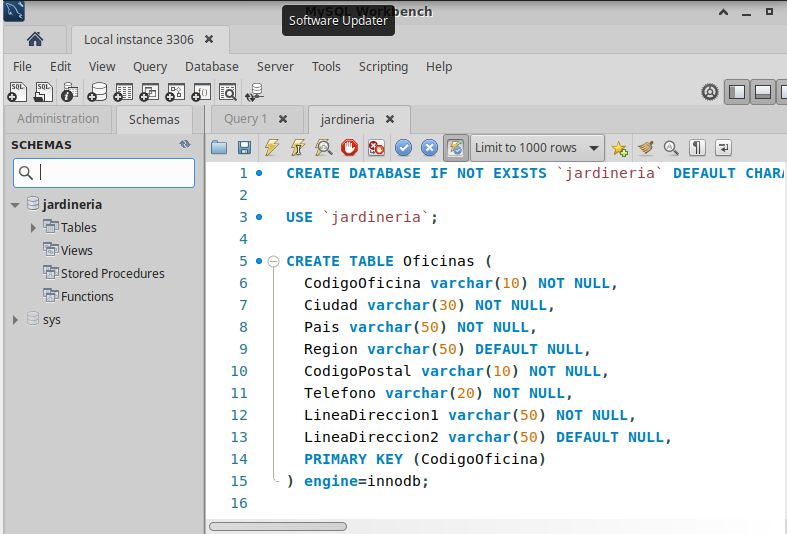 MySQL Workbench
Software Updater
Local instance 3306
File Edit View Query Database Server Tools Scripting Help
Administration Schemas Query 1 jardineria
SCHEMAS
Limit to 1000 rows
jardineria
Tables
Views
Stored Procedures
Functions
sys
1 CREATE DATABASE IF NOT EXISTS `jardineria` DEFAULT CHARA
2
3 USE `jardineria`;
4
5 CREATE TABLE Oficinas (
6 CodigoOficina varchar(10) NOT NULL,
7 Ciudad varchar(30) NOT NULL,
8 Pais varchar(50) NOT NULL,
9 Region varchar(50) DEFAULT NULL,
10 CodigoPostal varchar(10) NOT NULL,
11 Telefono varchar(20) NOT NULL,
12 LineaDireccion1 varchar(50) NOT NULL,
13 LineaDireccion2 varchar(50) DEFAULT NULL,
14 PRIMARY KEY (CodigoOficina)
15 ) engine=innodb;
16